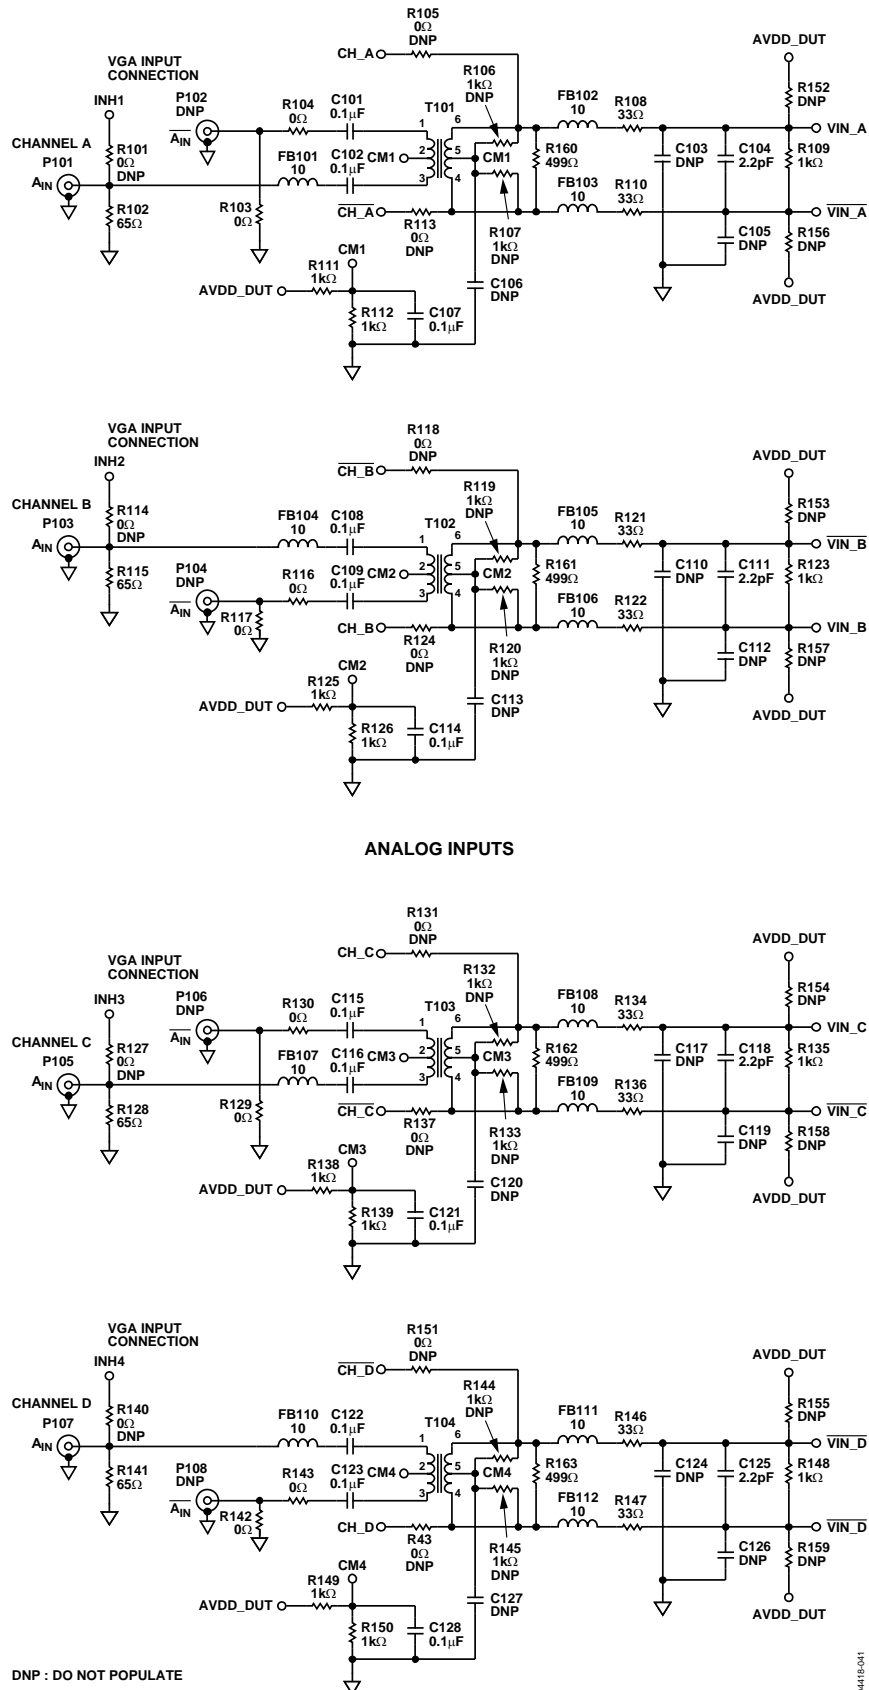 R105
0Ω
DNP
CH_A
AVDD_DUT
VGA INPUT
CONNECTION
INH1
P102
DNP
A̅I̅N̅
R104
0Ω
C101
0.1μF
T101
1
2
3
6
5
4
R106
1kΩ
DNP
FB102
10
R108
33Ω
R152
DNP
VIN_A
CHANNEL A
P101
AIN
R101
0Ω
DNP
FB101
10
C102
0.1μF
CM1
CM1
R160
499Ω
C103
DNP
C104
2.2pF
R109
1kΩ
FB103
10
R110
33Ω
V̅I̅N̅_̅A̅
R102
65Ω
R103
0Ω
C̅H̅_̅A̅
R113
0Ω
DNP
R107
1kΩ
DNP
C105
DNP
R156
DNP
AVDD_DUT
CM1
R111
1kΩ
AVDD_DUT
R112
1kΩ
C107
0.1μF
C106
DNP
R118
0Ω
DNP
C̅H̅_̅B̅
AVDD_DUT
VGA INPUT
CONNECTION
INH2
CHANNEL B
P103
AIN
R114
0Ω
DNP
FB104
10
C108
0.1μF
T102
1
2
3
6
5
4
R119
1kΩ
DNP
FB105
10
R121
33Ω
R153
DNP
V̅I̅N̅_̅B̅
R115
65Ω
P104
DNP
A̅I̅N̅
R116
0Ω
C109
0.1μF
CM2
CM2
R161
499Ω
C110
DNP
C111
2.2pF
R123
1kΩ
FB106
10
R122
33Ω
VIN_B
R117
0Ω
CH_B
R124
0Ω
DNP
R120
1kΩ
DNP
C112
DNP
R157
DNP
AVDD_DUT
CM2
R125
1kΩ
AVDD_DUT
R126
1kΩ
C114
0.1μF
C113
DNP
ANALOG INPUTS
R131
0Ω
DNP
CH_C
AVDD_DUT
VGA INPUT
CONNECTION
INH3
P106
DNP
A̅I̅N̅
R130
0Ω
C115
0.1μF
T103
1
2
3
6
5
4
R132
1kΩ
DNP
FB108
10
R134
33Ω
R154
DNP
VIN_C
CHANNEL C
P105
AIN
R127
0Ω
DNP
FB107
10
C116
0.1μF
CM3
CM3
R162
499Ω
C117
DNP
C118
2.2pF
R135
1kΩ
FB109
10
R136
33Ω
V̅I̅N̅_̅C̅
R128
65Ω
R129
0Ω
C̅H̅_̅C̅
R137
0Ω
DNP
R133
1kΩ
DNP
C119
DNP
R158
DNP
AVDD_DUT
CM3
R138
1kΩ
AVDD_DUT
R139
1kΩ
C121
0.1μF
C120
DNP
R151
0Ω
DNP
C̅H̅_̅D̅
AVDD_DUT
VGA INPUT
CONNECTION
INH4
CHANNEL D
P107
AIN
R140
0Ω
DNP
FB110
10
C122
0.1μF
T104
1
2
3
6
5
4
R144
1kΩ
DNP
FB111
10
R146
33Ω
R155
DNP
V̅I̅N̅_̅D̅
R141
65Ω
P108
DNP
A̅I̅N̅
R143
0Ω
C123
0.1μF
CM4
CM4
R163
499Ω
C124
DNP
C125
2.2pF
R148
1kΩ
FB112
10
R147
33Ω
V̅I̅N̅_̅D̅
R142
0Ω
CH_D
R43
0Ω
DNP
R145
1kΩ
DNP
C126
DNP
R159
DNP
AVDD_DUT
CM4
R149
1kΩ
AVDD_DUT
R150
1kΩ
C128
0.1μF
C127
DNP
DNP : DO NOT POPULATE
04418-041